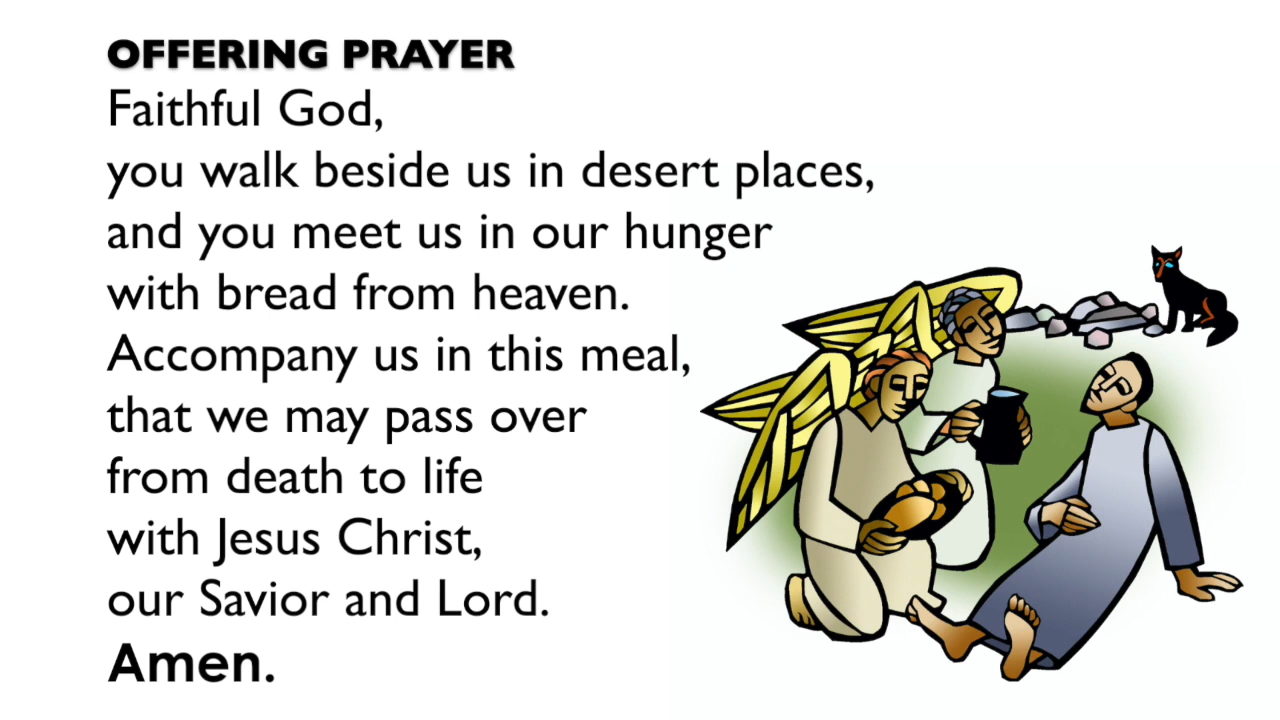 OFFERING PRAYER
Faithful God,
you walk beside us in desert places,
and you meet us in our hunger
with bread from heaven.
Accompany us in this meal,
that we may pass over
from death to life
with Jesus Christ,
our Savior and Lord.
Amen.